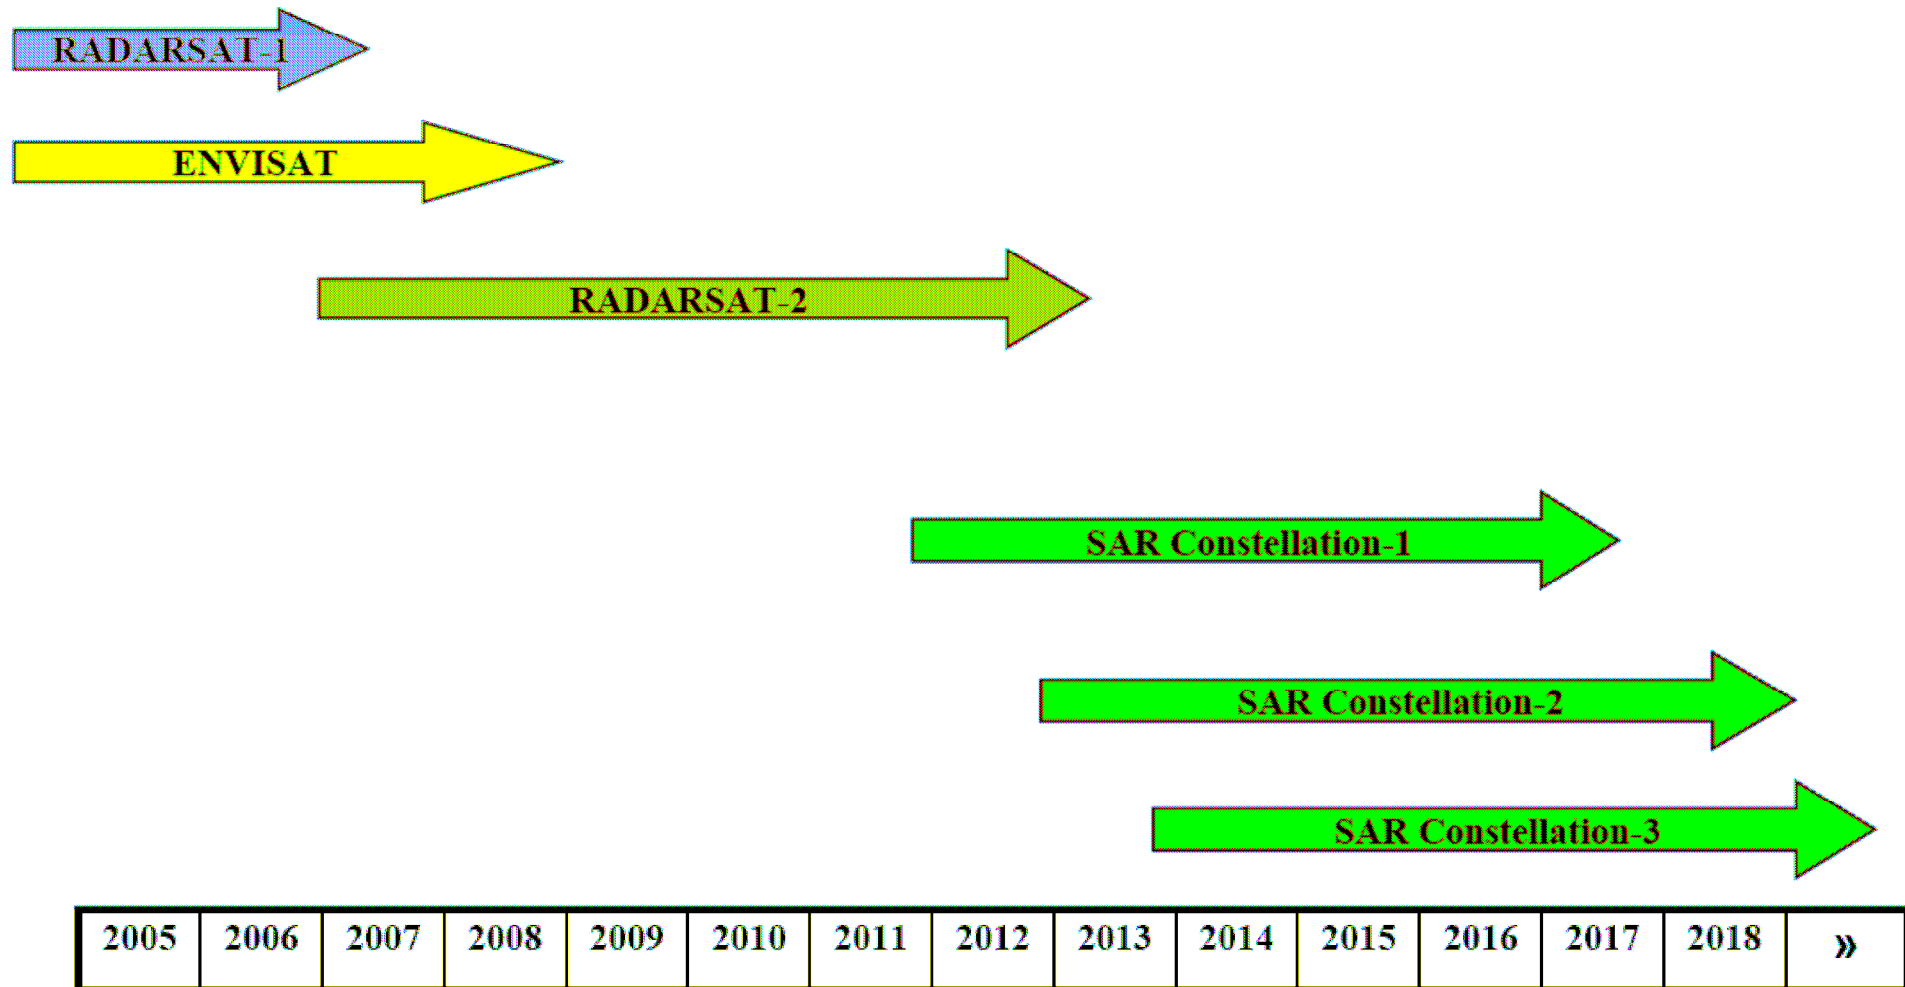 RADARSAT-1
ENVISAT
RADARSAT-2
SAR Constellation-1
SAR Constellation-2
SAR Constellation-3
2005 2006 2007 2008 2009 2010 2011 2012 2013 2014 2015 2016 2017 2018 »